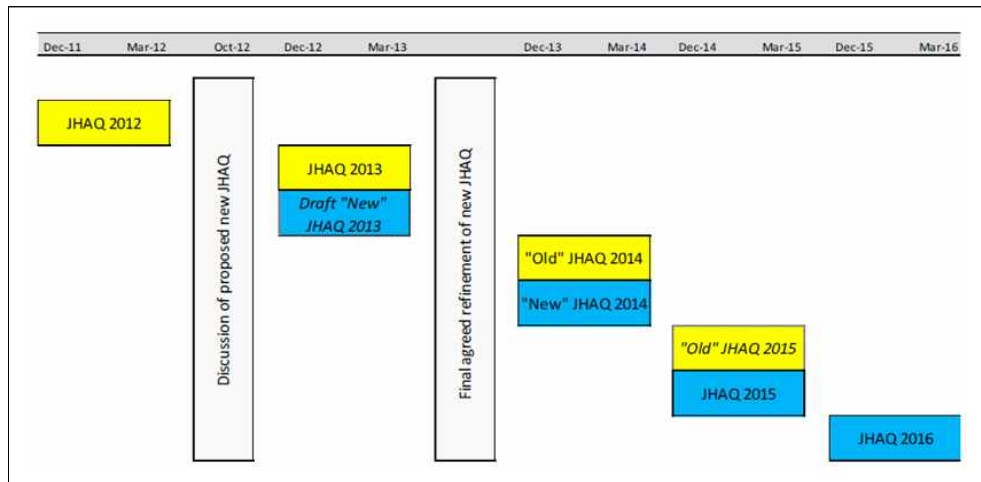 Dec-11 Mar-12 Oct-12 Dec-12 Mar-13 Dec-13 Mar-14 Dec-14 Mar-15 Dec-15 Mar-16
JHAQ 2012
Discussion of proposed new JHAQ
JHAQ 2013
Draft "New"
JHAQ 2013
Final agreed refinement of new JHAQ
"Old" JHAQ 2014
"New" JHAQ 2014
"Old" JHAQ 2015
JHAQ 2015
JHAQ 2016